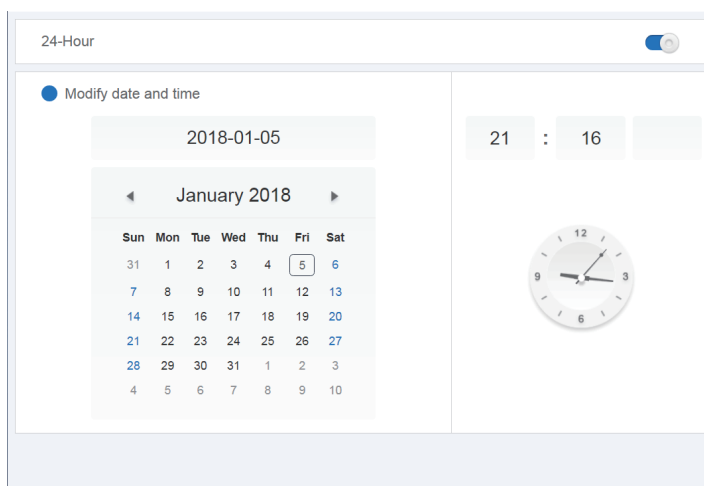 24-Hour
Modify date and time
2018-01-05
21 : 16
January 2018
Sun Mon Tue Wed Thu Fri Sat
31 1 2 3 4 5 6
7 8 9 10 11 12 13
14 15 16 17 18 19 20
21 22 23 24 25 26 27
28 29 30 31 1 2 3
4 5 6 7 8 9 10
12
9 3
6